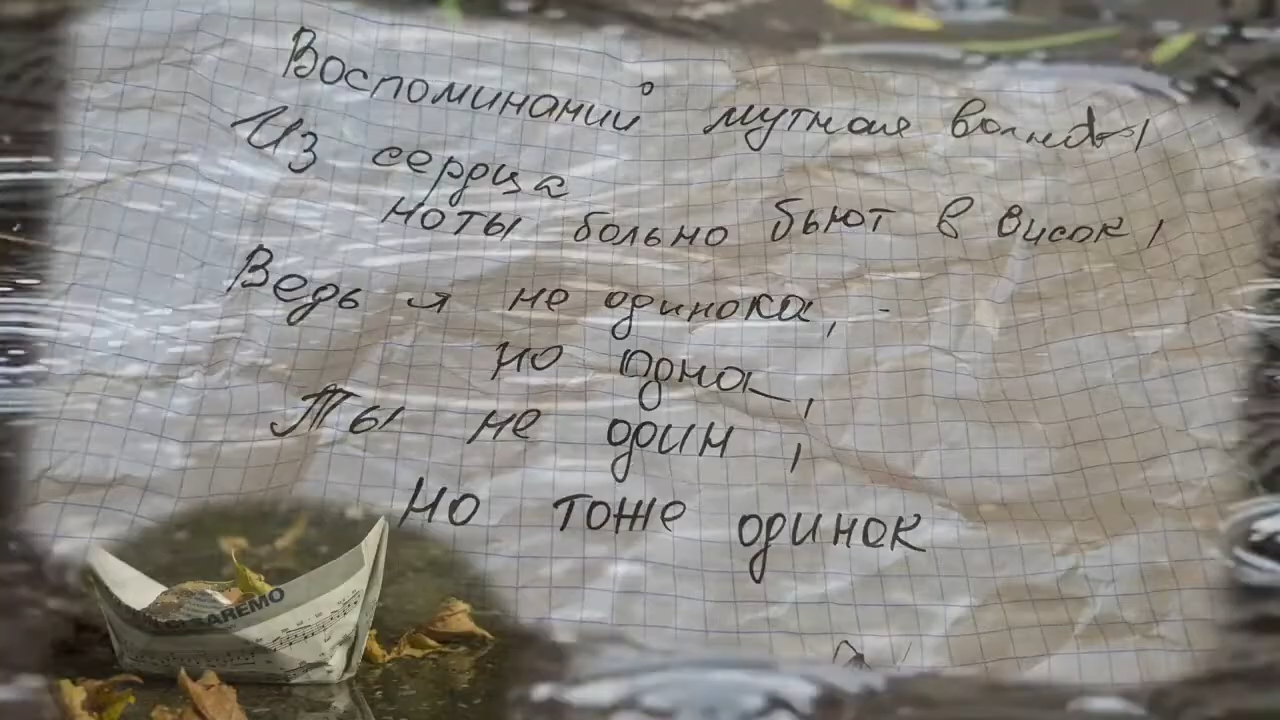 Воспоминаний мутная волна,
Из сердца
ноты больно бьют в висок,
Ведь я не одинока, -
но одна,
Ты не один,
но тоже одинок
AREMO